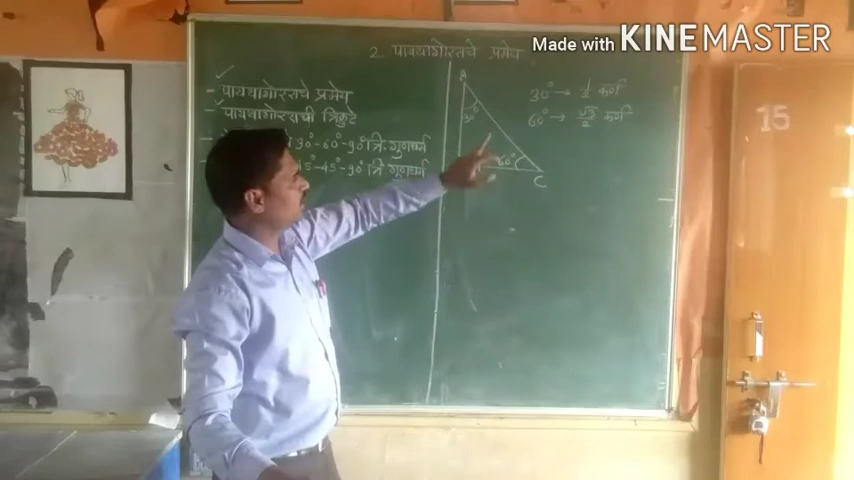 Made with KINEMASTER
2. पायथागोरसचे प्रमेय
- पायथागोरसचे प्रमेय
- पायथागोरसची त्रिकुटे
30°-60°-90° त्रि. गुणधर्म
45°-45°-90° त्रि गुणधर्म
A
30°
60°
C
30° → 1/2 कर्ण
60° → √3/2 कर्ण
15